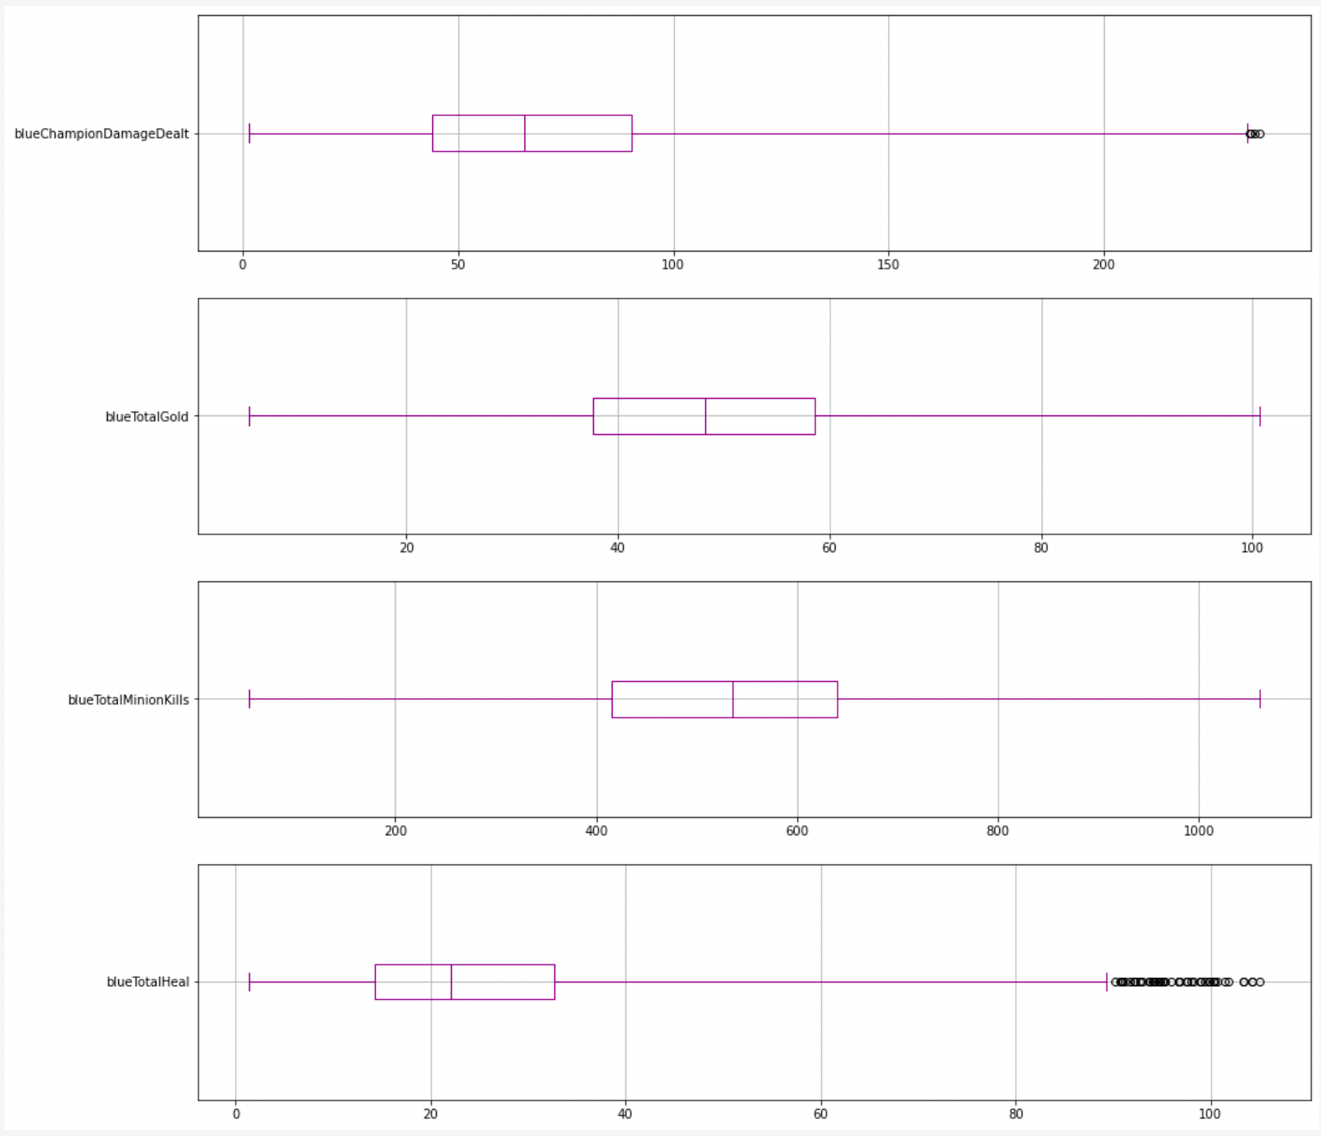 blueChampionDamageDealt
0 50 100 150 200
blueTotalGold
20 40 60 80 100
blueTotalMinionKills
200 400 600 800 1000
blueTotalHeal
0 20 40 60 80 100